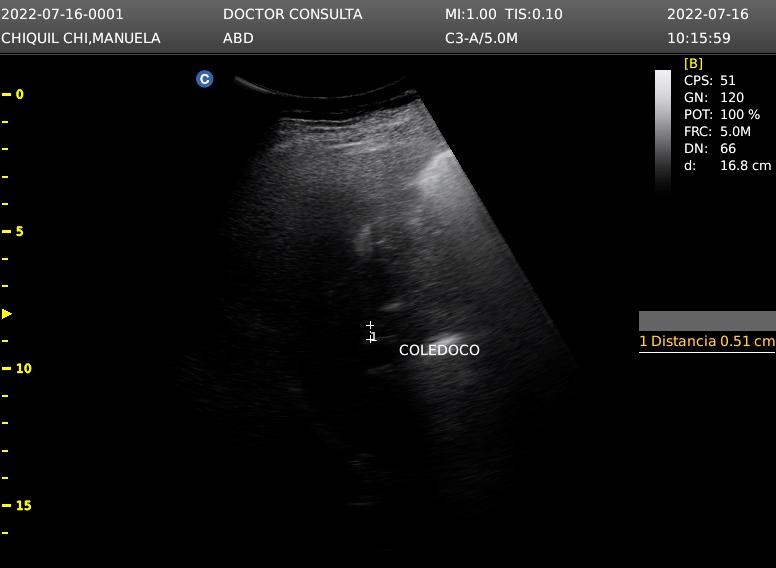 2022-07-16-0001 DOCTOR CONSULTA MI:1.00 TIS:0.10 2022-07-16
CHIQUIL CHI,MANUELA ABD C3-A/5.0M 10:15:59
C
[B]
CPS: 51
GN: 120
POT: 100 %
FRC: 5.0M
DN: 66
d: 16.8 cm
0
5
10
15
1
COLEDOCO
1 Distancia 0.51 cm